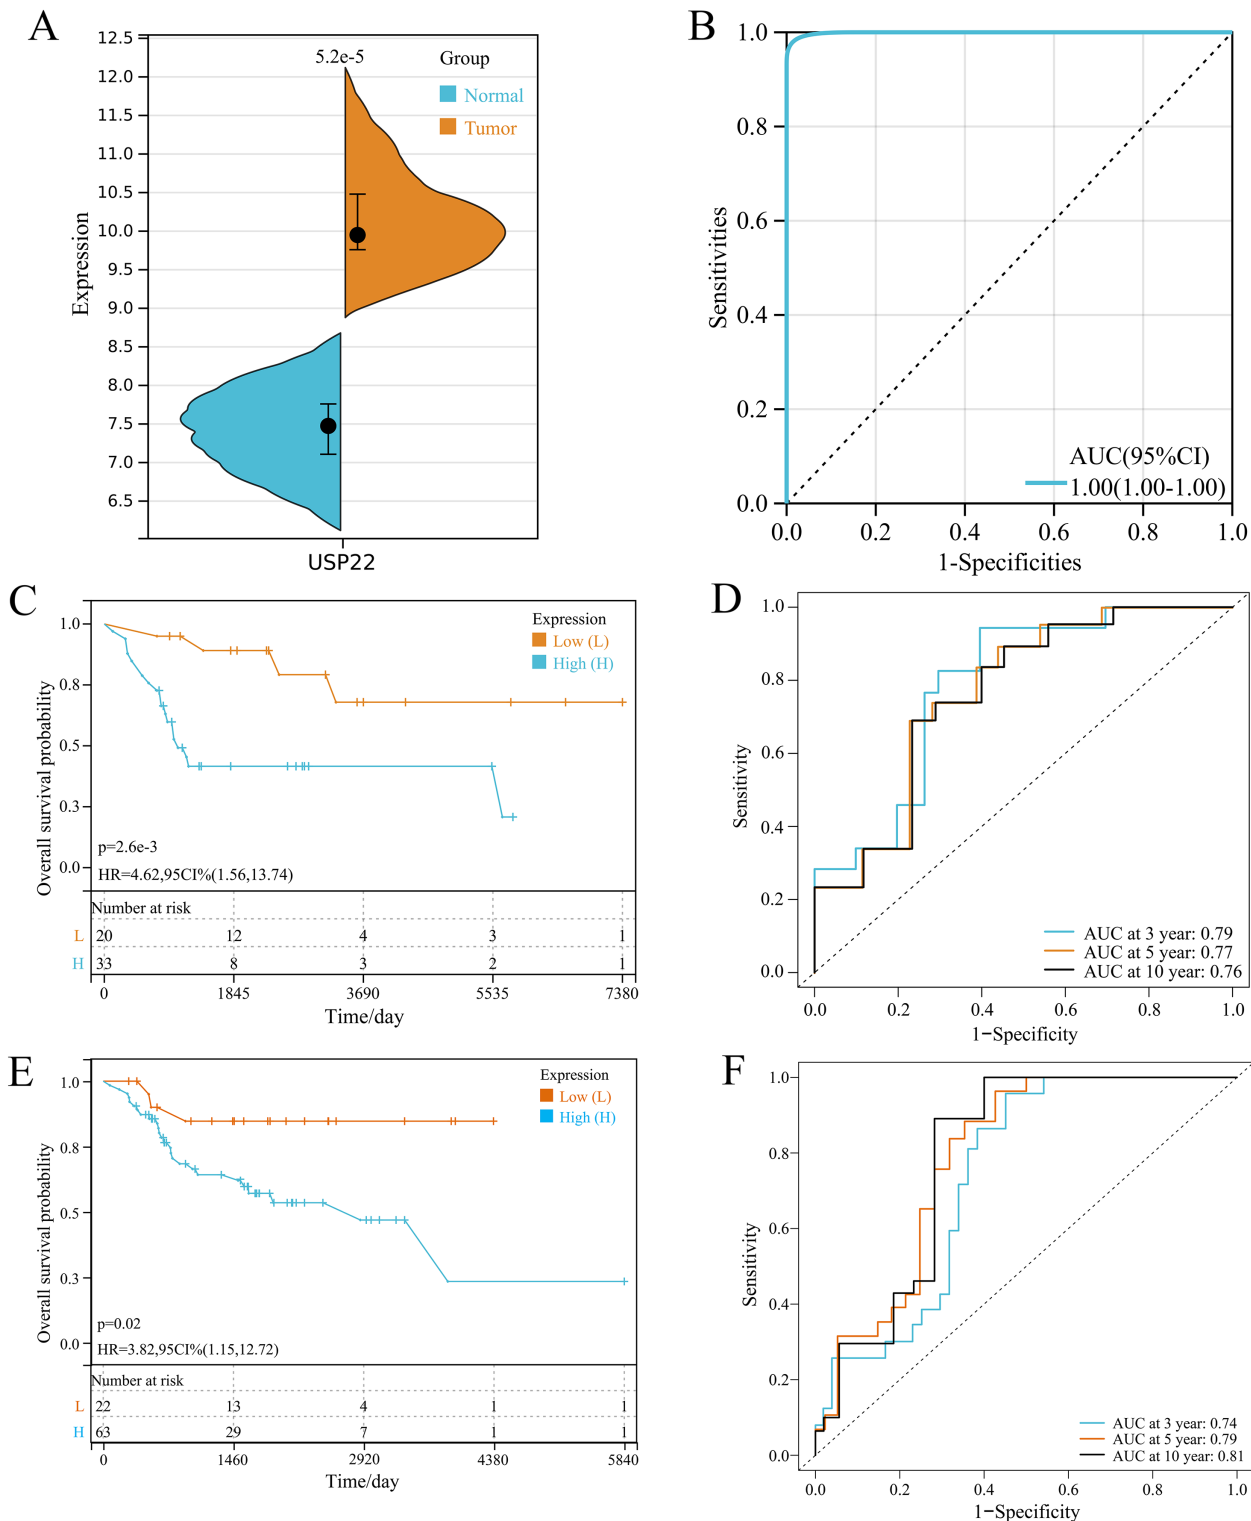 A
12.5
12.0
11.5
11.0
10.5
10.0
9.5
9.0
8.5
8.0
7.5
7.0
6.5
Expression
5.2e-5
Group
Normal
Tumor
USP22
B
1.0
0.8
0.6
0.4
0.2
0.0
Sensitivities
AUC(95%CI)
1.00(1.00-1.00)
0.0 0.2 0.4 0.6 0.8 1.0
1-Specificities
C
1.0
0.8
0.5
0.3
0.0
Overall survival probability
Expression
Low (L)
High (H)
p=2.6e-3
HR=4.62,95CI%(1.56,13.74)
Number at risk
L 20 12 4 3 1
H 33 8 3 2 1
0 1845 3690 5535 7380
Time/day
D
1.0
0.8
0.6
0.4
0.2
0.0
Sensitivity
AUC at 3 year: 0.79
AUC at 5 year: 0.77
AUC at 10 year: 0.76
0.0 0.2 0.4 0.6 0.8 1.0
1−Specificity
E
1.0
0.8
0.5
0.3
0.0
Overall survival probability
Expression
Low (L)
High (H)
p=0.02
HR=3.82,95CI%(1.15,12.72)
Number at risk
L 22 13 4 1 1
H 63 29 7 1 1
0 1460 2920 4380 5840
Time/day
F
1.0
0.8
0.6
0.4
0.2
0.0
Sensitivity
AUC at 3 year: 0.74
AUC at 5 year: 0.79
AUC at 10 year: 0.81
0.0 0.2 0.4 0.6 0.8 1.0
1−Specificity